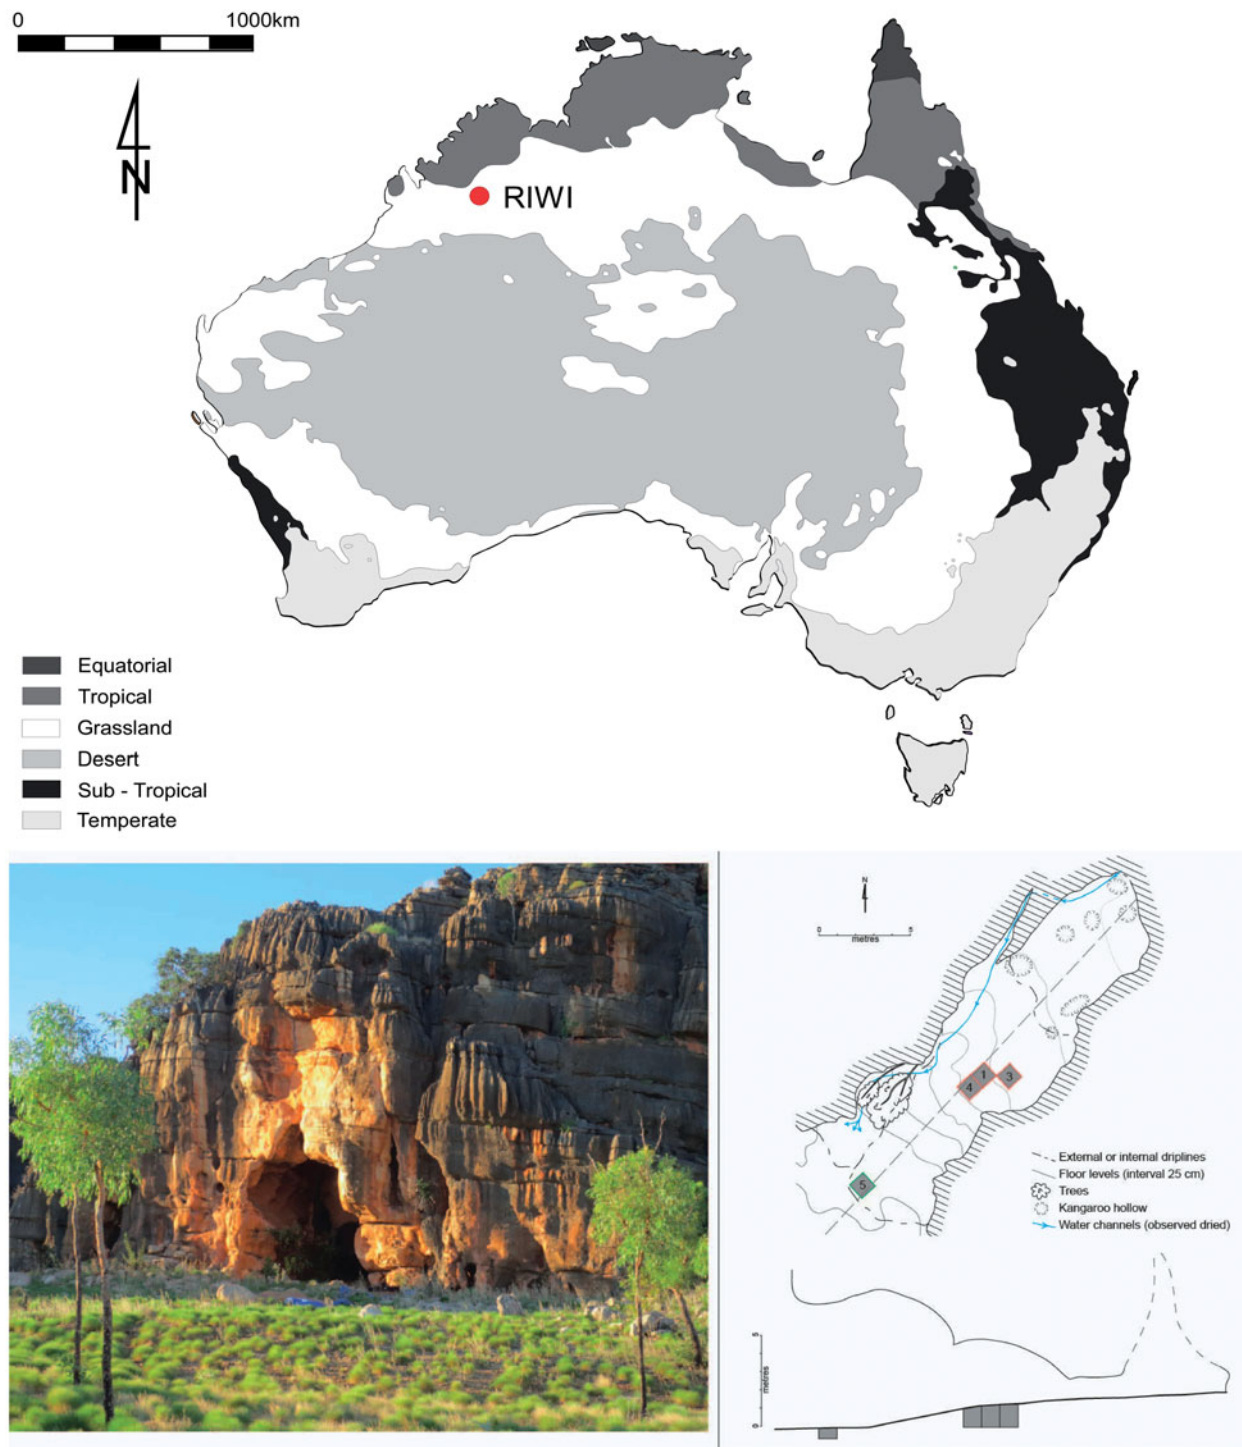 0 1000km
N
RIWI
Equatorial
Tropical
Grassland
Desert
Sub - Tropical
Temperate
N
0 5
metres
1
3
4
5
External or internal driplines
Floor levels (interval 25 cm)
Trees
Kangaroo hollow
Water channels (observed dried)
5
metres
0